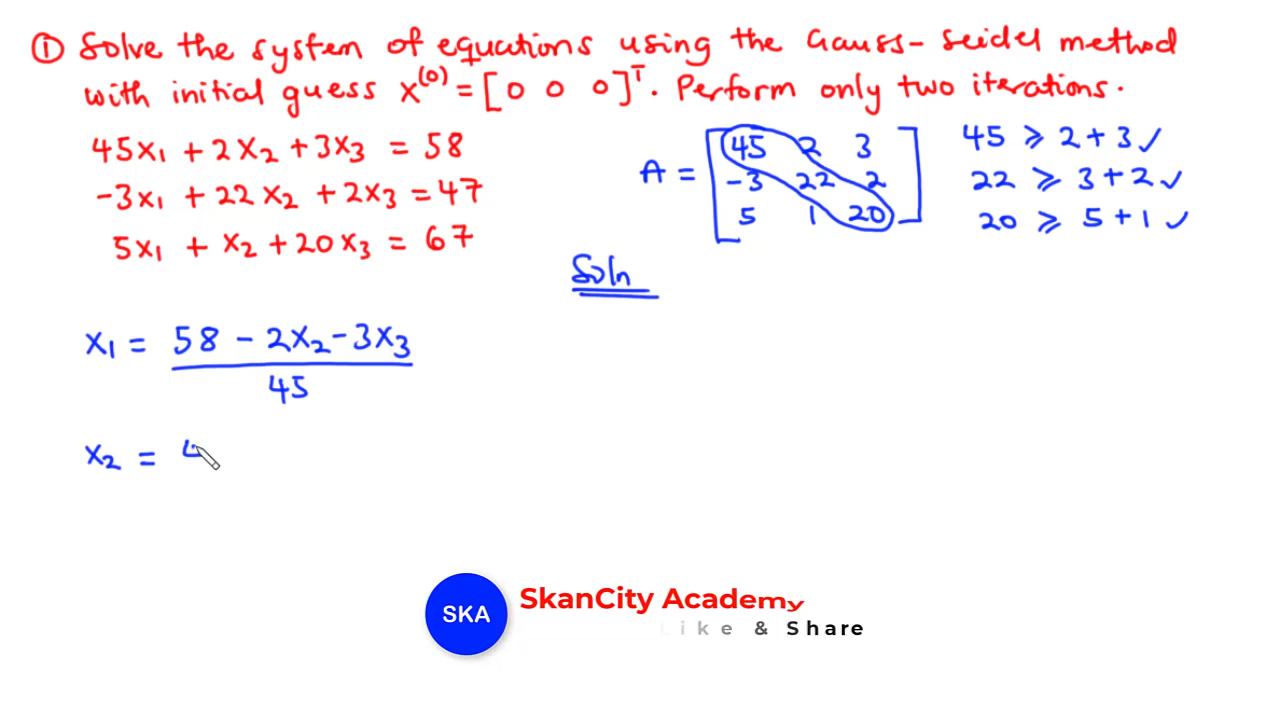 ① Solve the system of equations using the Gauss-Seidel method
with initial guess x⁽⁰⁾ = [0 0 0]ᵀ. Perform only two iterations.
45x₁ + 2x₂ + 3x₃ = 58
-3x₁ + 22x₂ + 2x₃ = 47
5x₁ + x₂ + 20x₃ = 67
A = [45 2 3
-3 22 2
5 1 20]
45 ⩾ 2 + 3 ✓
22 ⩾ 3 + 2 ✓
20 ⩾ 5 + 1 ✓
Soln
x₁ = 58 - 2x₂ - 3x₃
45
x₂ =
SKA
SkanCity Academy
Like & Share